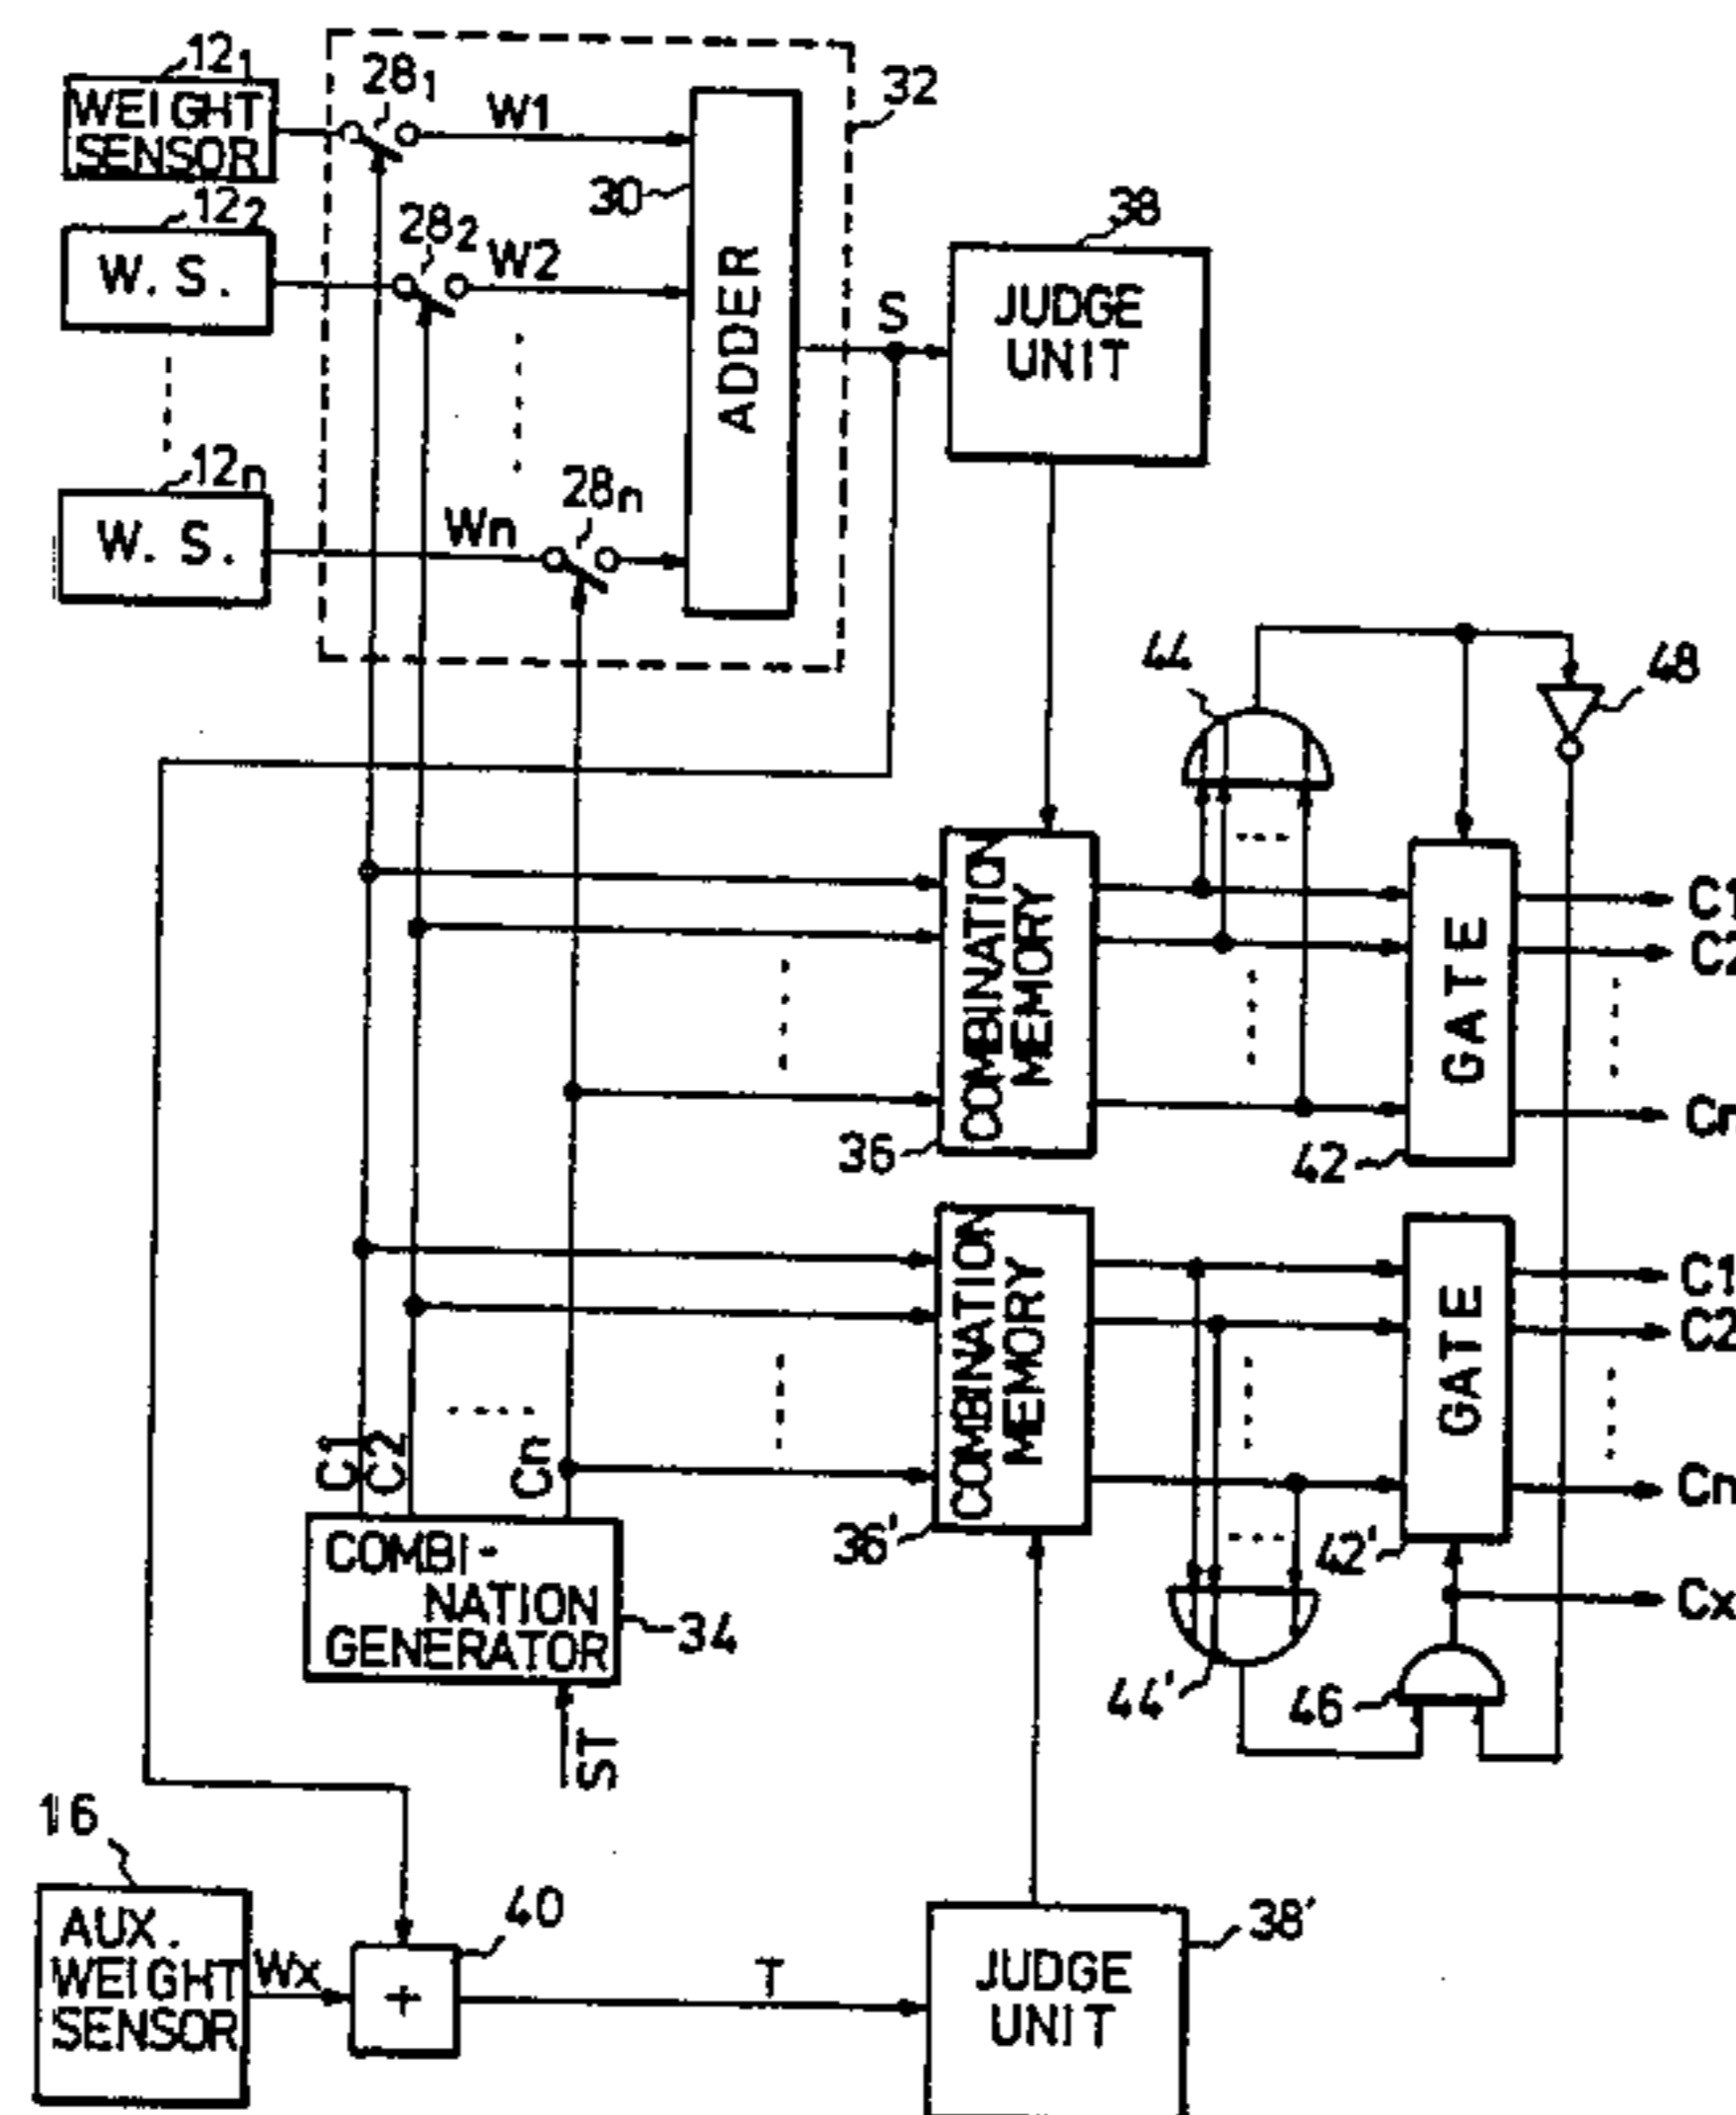 12₁
WEIGHT
SENSOR
28₁
W1
32
12₂
W. S.
28₂
W2
30
ADDER
S
38
JUDGE
UNIT
12n
W. S.
Wn
28n
44
48
COMBINATION
MEMORY
36
GATE
42
C1
C2
COMBINATION
MEMORY
36'
GATE
42'
C1
C2
Cn
Cx
C1
C2
Cn
COMBI-
NATION
GENERATOR
34
ST
44'
46
16
AUX.
WEIGHT
SENSOR
Wx
40
+
T
38'
JUDGE
UNIT